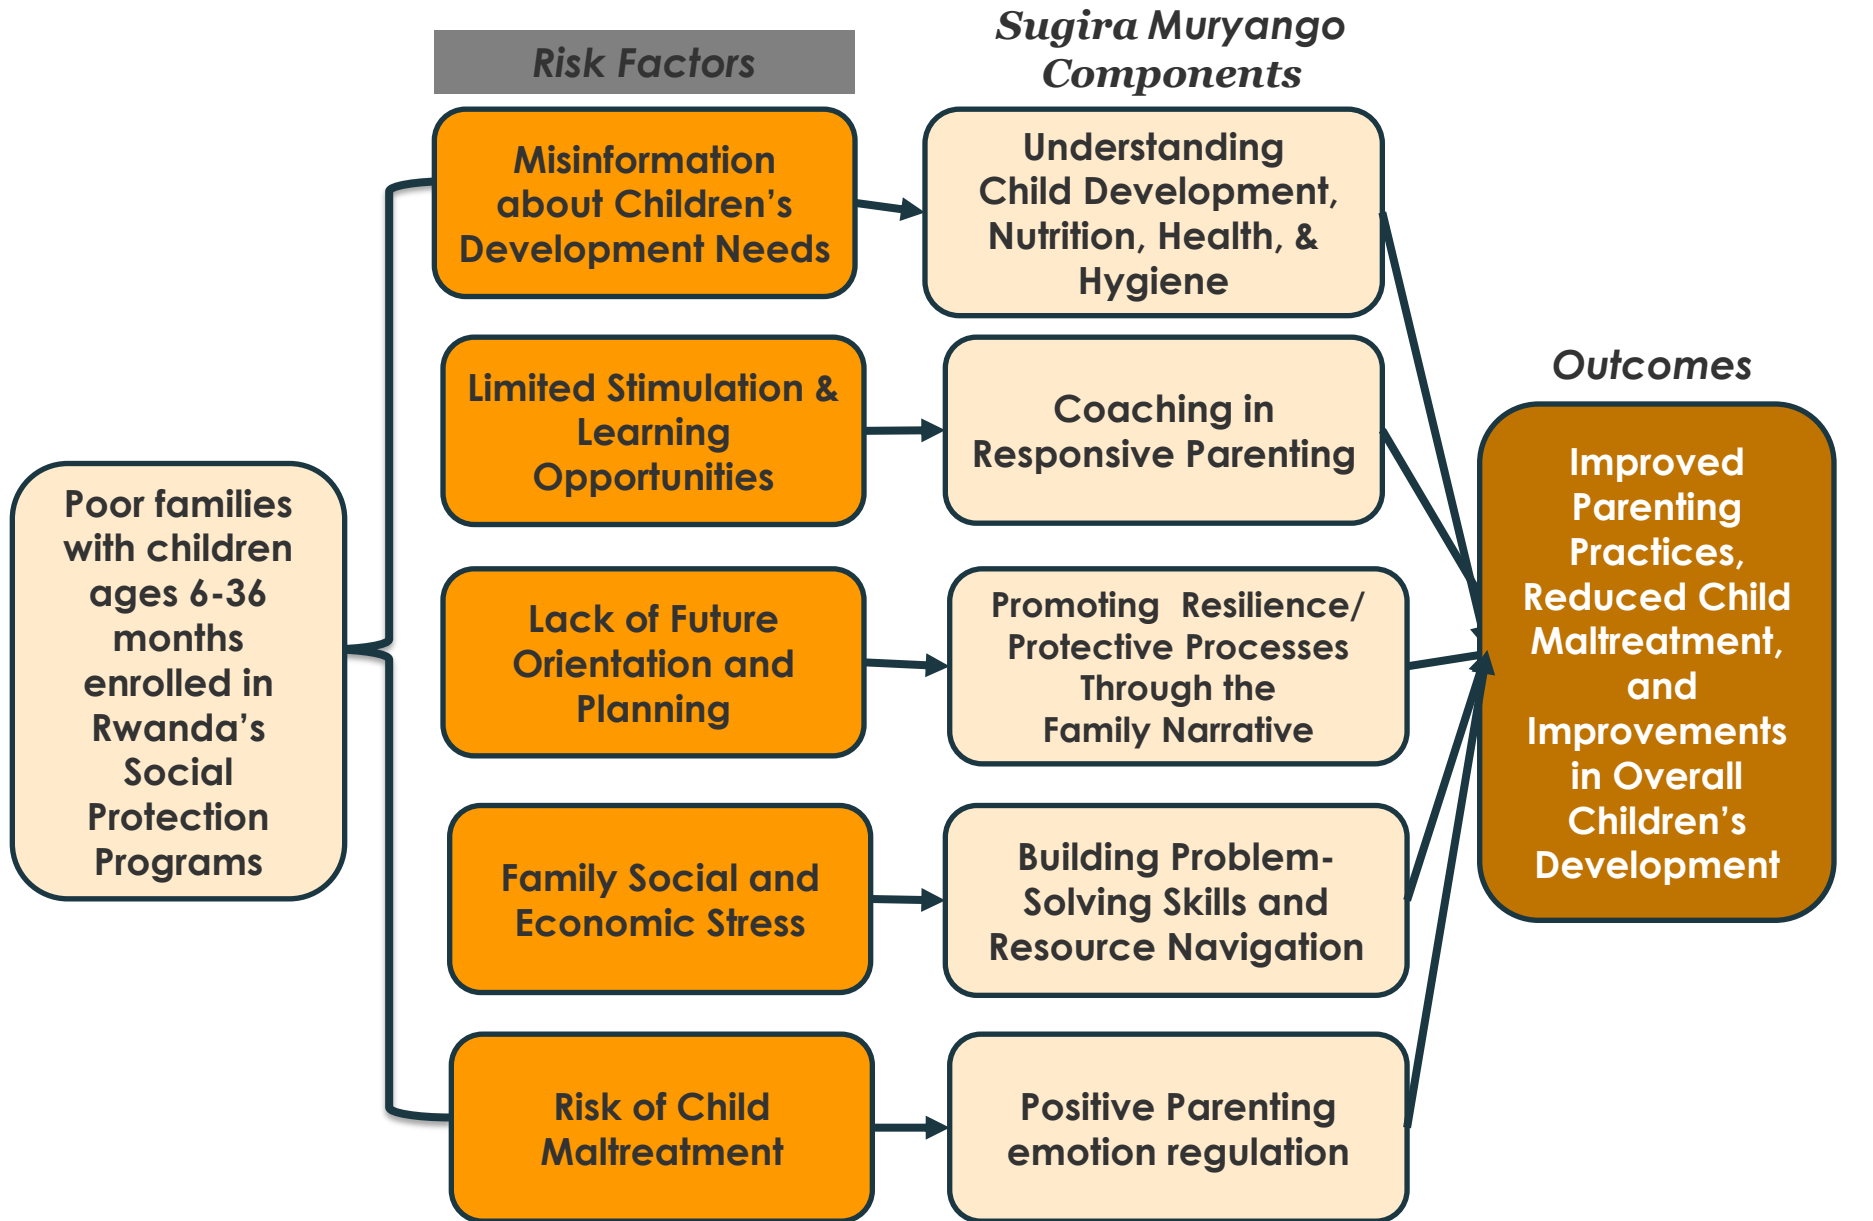 Risk Factors
Sugira Muryango
Components
Poor families
with children
ages 6-36
months
enrolled in
Rwanda’s
Social
Protection
Programs
Misinformation
about Children’s
Development Needs
Understanding
Child Development,
Nutrition, Health, &
Hygiene
Limited Stimulation &
Learning
Opportunities
Coaching in
Responsive Parenting
Lack of Future
Orientation and
Planning
Promoting  Resilience/
Protective Processes
Through the
Family Narrative
Family Social and
Economic Stress
Building Problem-
Solving Skills and
Resource Navigation
Risk of Child
Maltreatment
Positive Parenting
emotion regulation
Outcomes
Improved
Parenting
Practices,
Reduced Child
Maltreatment,
and
Improvements
in Overall
Children’s
Development